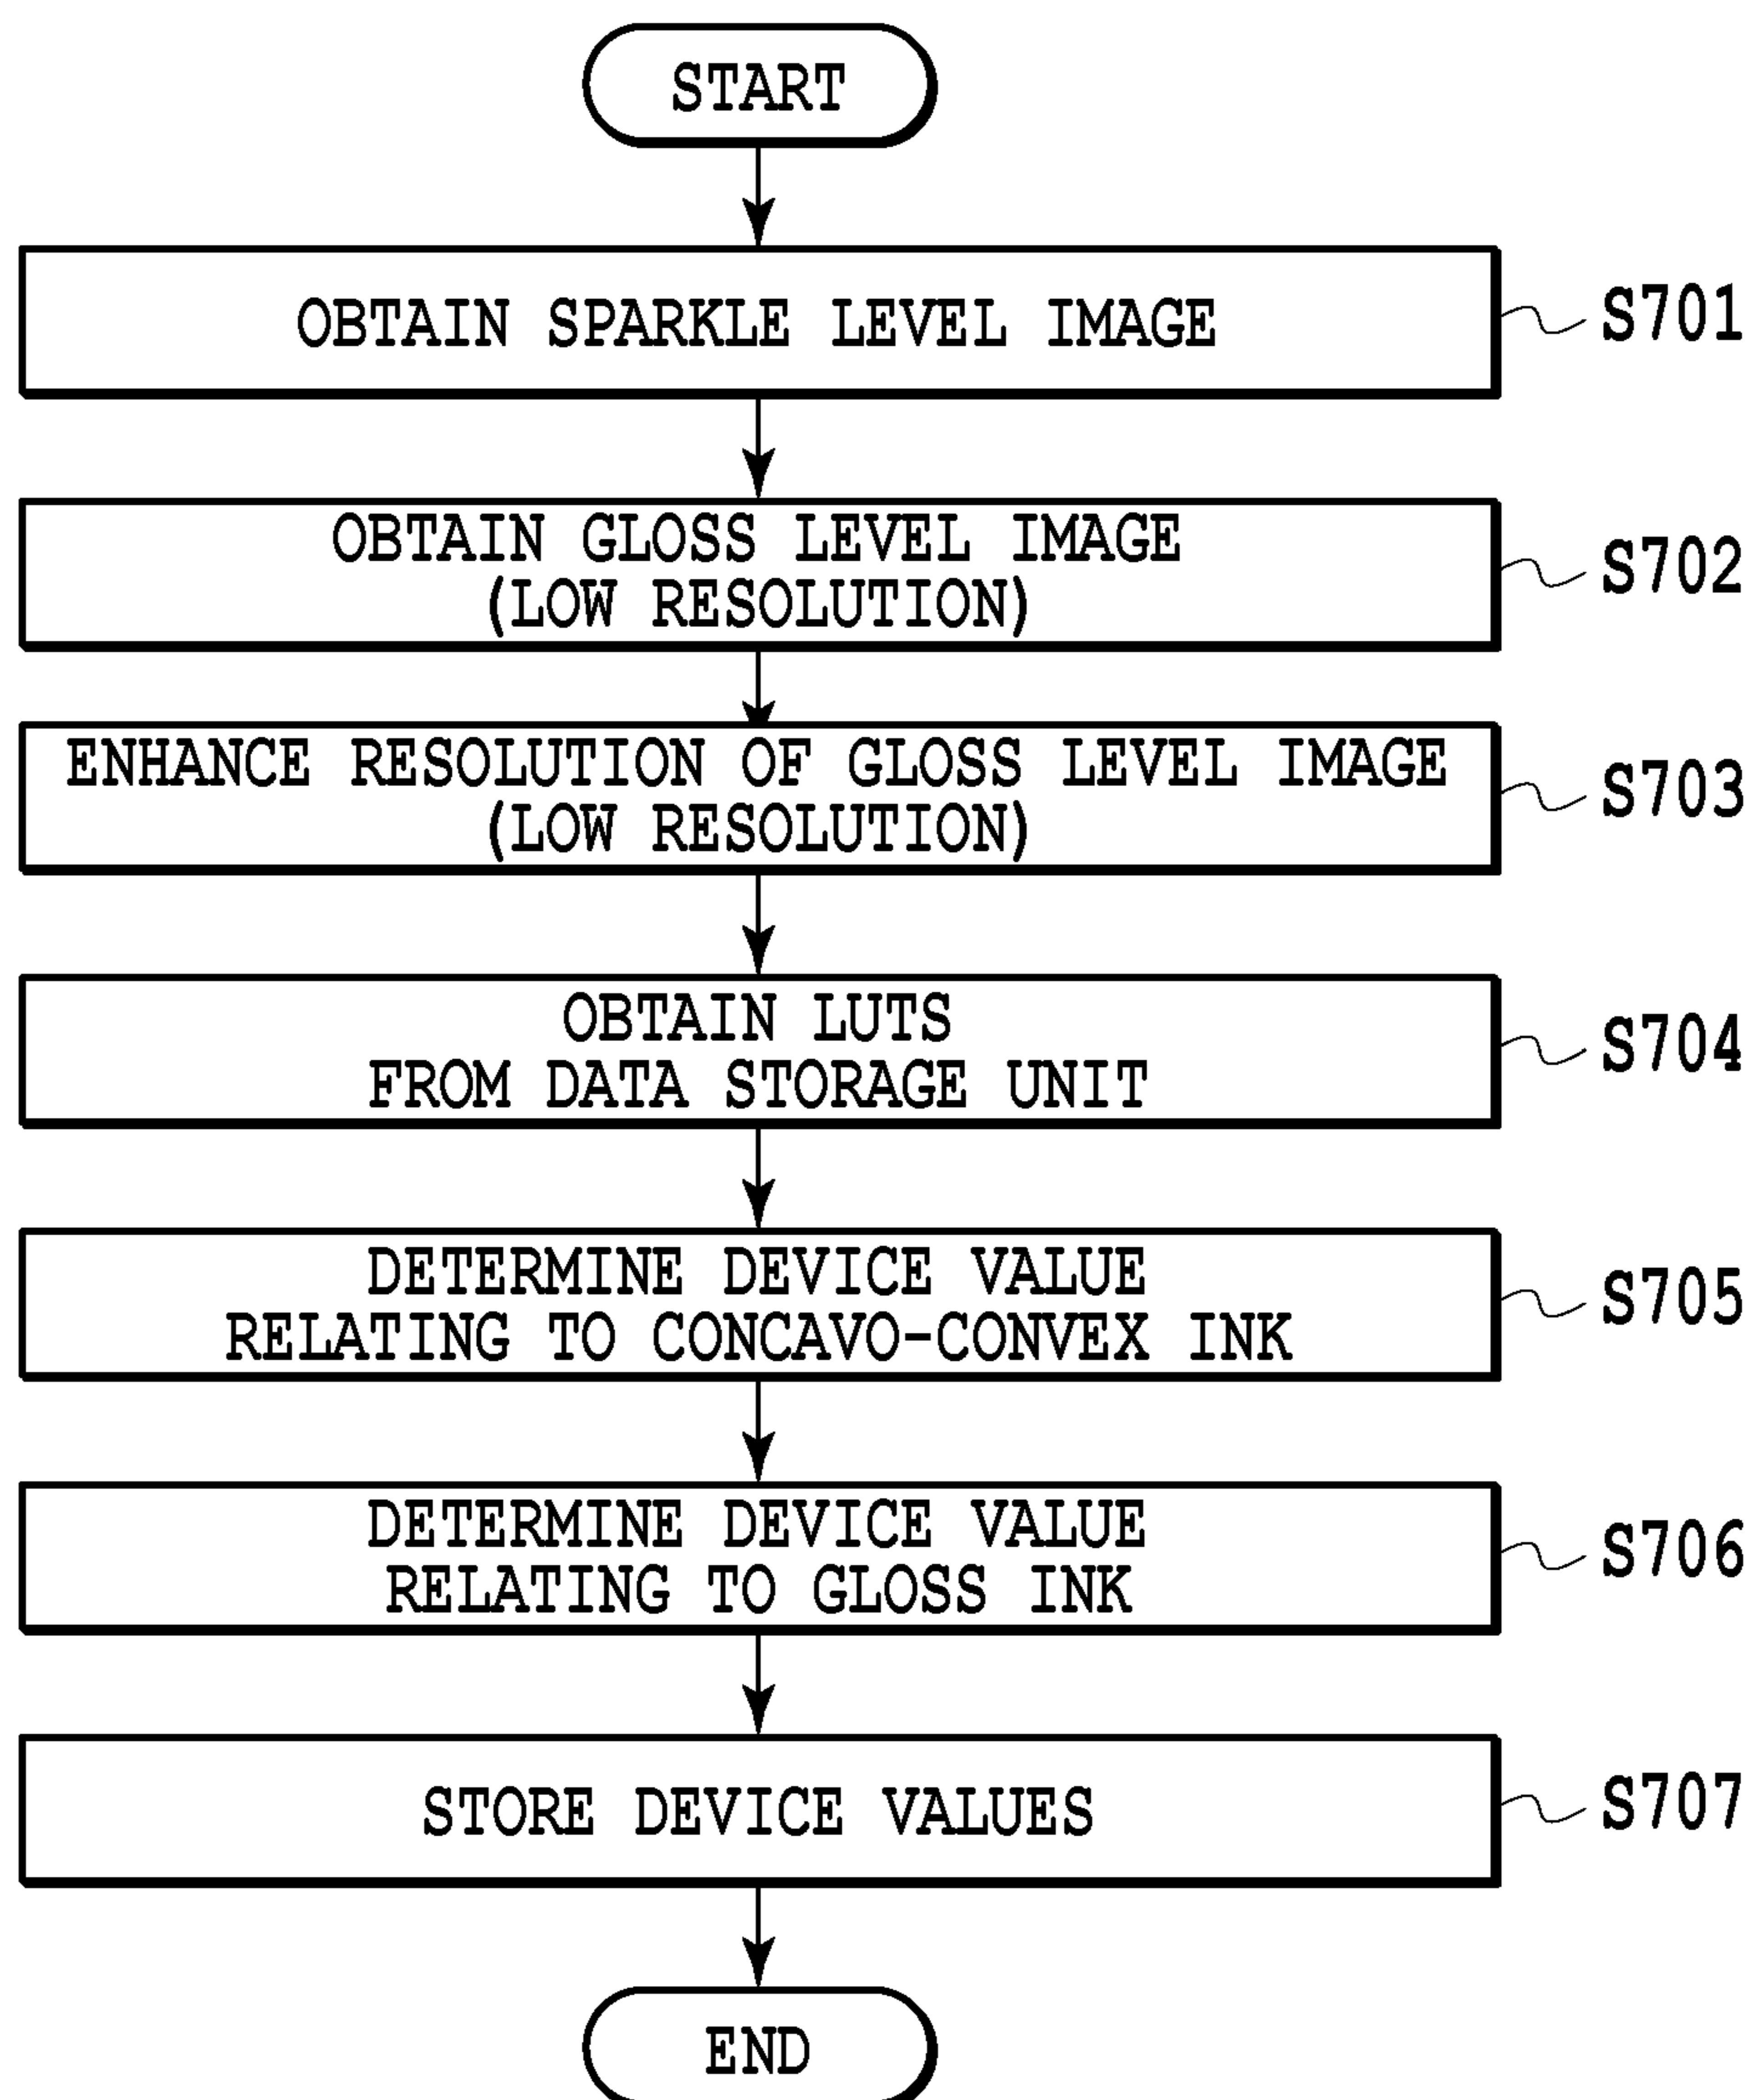 START
OBTAIN SPARKLE LEVEL IMAGE
S701
OBTAIN GLOSS LEVEL IMAGE
(LOW RESOLUTION)
S702
ENHANCE RESOLUTION OF GLOSS LEVEL IMAGE
(LOW RESOLUTION)
S703
OBTAIN LUTS
FROM DATA STORAGE UNIT
S704
DETERMINE DEVICE VALUE
RELATING TO CONCAVO-CONVEX INK
S705
DETERMINE DEVICE VALUE
RELATING TO GLOSS INK
S706
STORE DEVICE VALUES
S707
END